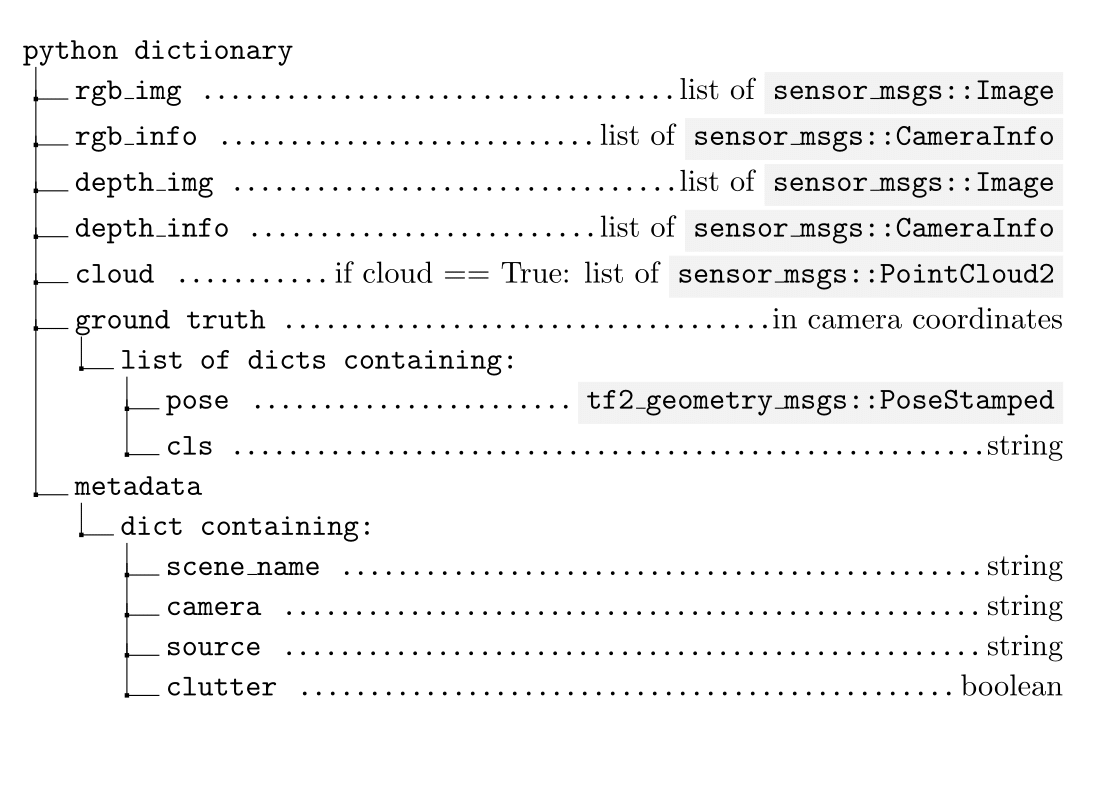 python dictionary
rgb_img ..................................list of sensor_msgs::Image
rgb_info ........................... list of sensor_msgs::CameraInfo
depth_img ................................list of sensor_msgs::Image
depth_info .........................list of sensor_msgs::CameraInfo
cloud ........... if cloud == True: list of sensor_msgs::PointCloud2
ground truth ...................................in camera coordinates
list of dicts containing:
pose ....................... tf2_geometry_msgs::PoseStamped
cls ......................................................string
metadata
dict containing:
scene_name .............................................. string
camera .................................................. string
source .................................................. string
clutter ............................................... boolean